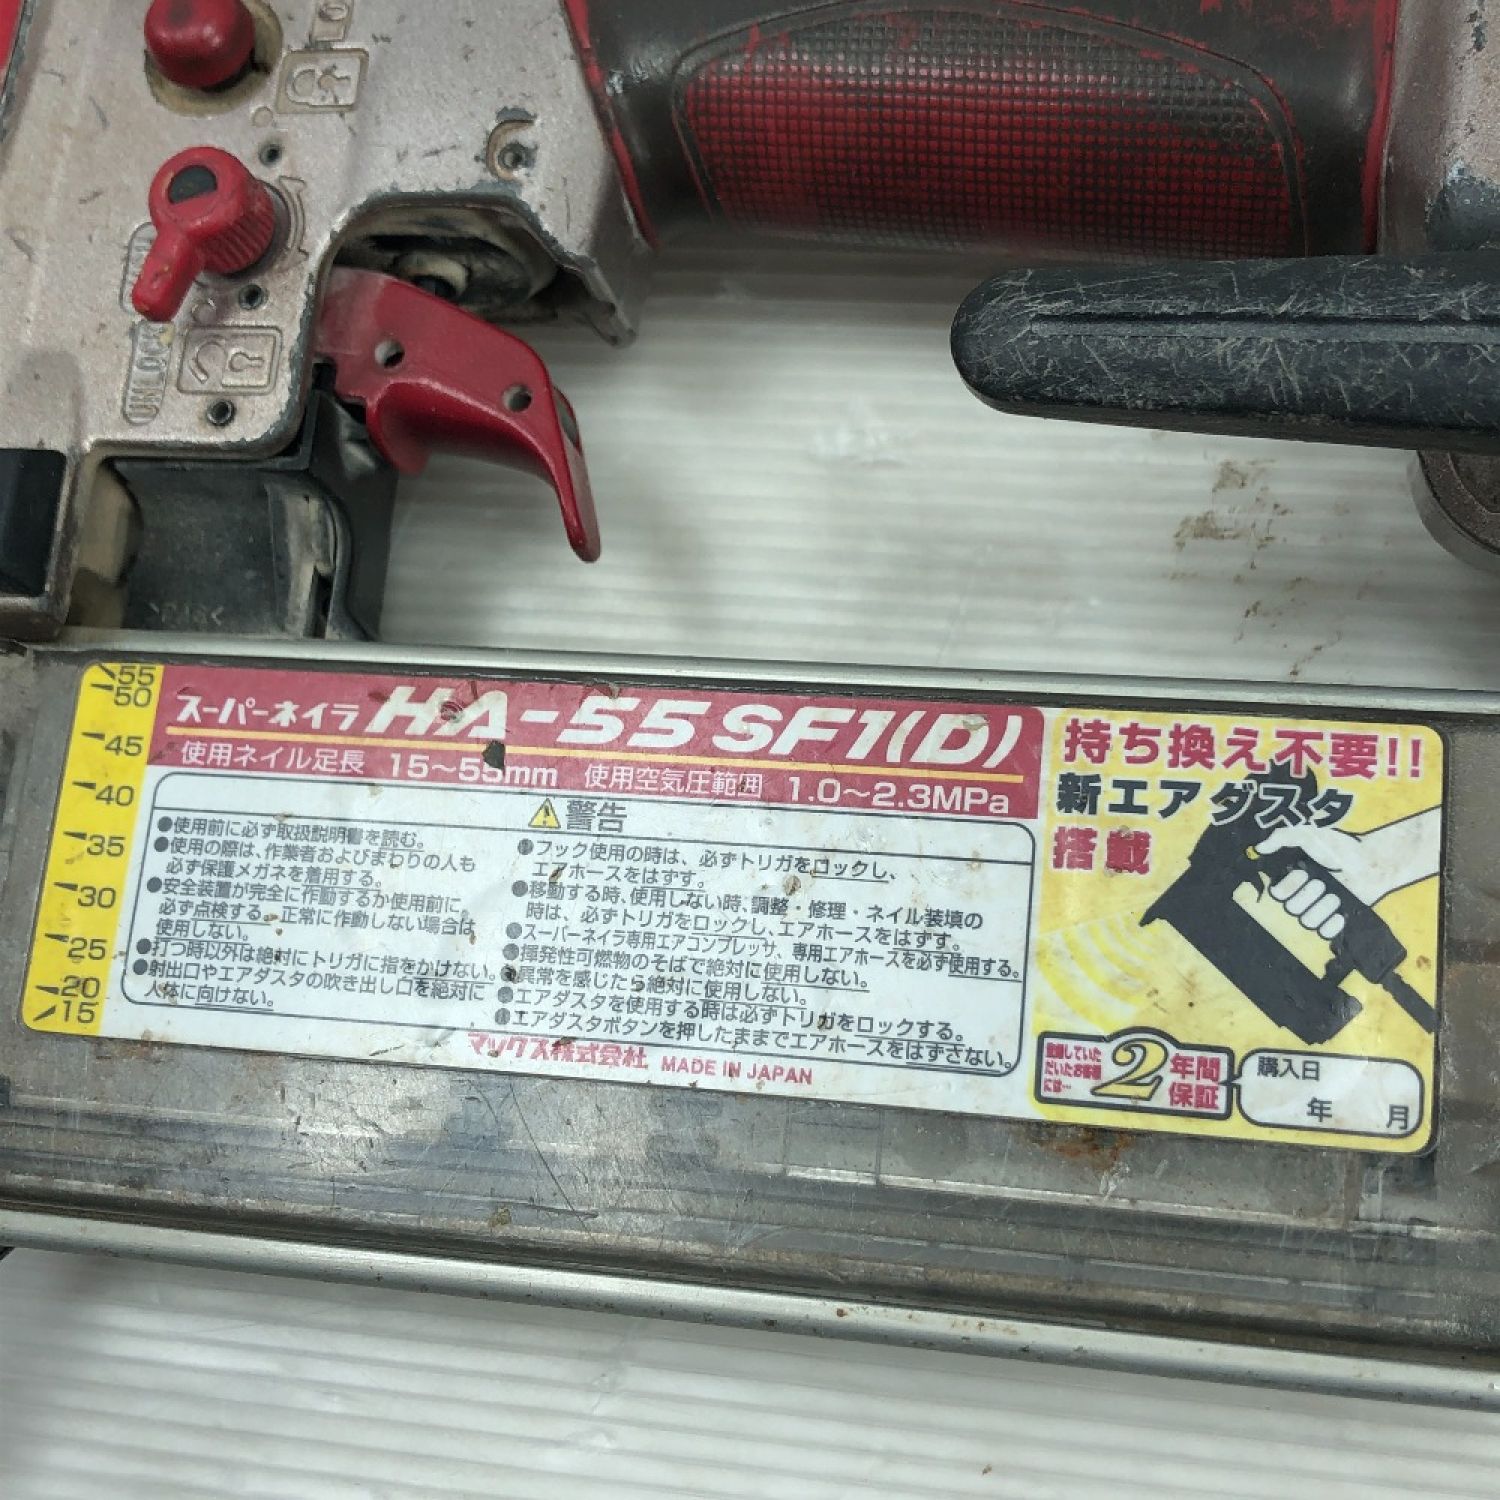 UNLOCK
55
50
45
40
35
30
25
20
15
スーパーネイラ HA-55SF1(D)
使用ネイル足長 15～55mm 使用空気圧範囲 1.0～2.3MPa
警告
●使用前に必ず取扱説明書を読む。
●使用の際は、作業者およびまわりの人も
必ず保護メガネを着用する。
●安全装置が完全に作動するか使用前に
必ず点検する。正常に作動しない場合は
使用しない。
●打つ時以外は絶対にトリガに指をかけない。
●射出口やエアダスタの吹き出し口を絶対に
人体に向けない。
●フック使用の時は、必ずトリガをロックし、
エアホースをはずす。
●移動する時、使用しない時、調整・修理・ネイル装填の
時は、必ずトリガをロックし、エアホースをはずす。
●スーパーネイラ専用エアコンプレッサ、専用エアホースを必ず使用する。
●揮発性可燃物のそばで絶対に使用しない。
●異常を感じたら絶対に使用しない。
●エアダスタを使用する時は必ずトリガをロックする。
●エアダスタボタンを押したままでエアホースをはずさない。
マックス株式会社 MADE IN JAPAN
持ち換え不要!!
新エアダスタ
搭載
登録していた
だいたお客様
には…
2年間
保証
購入日
年 月